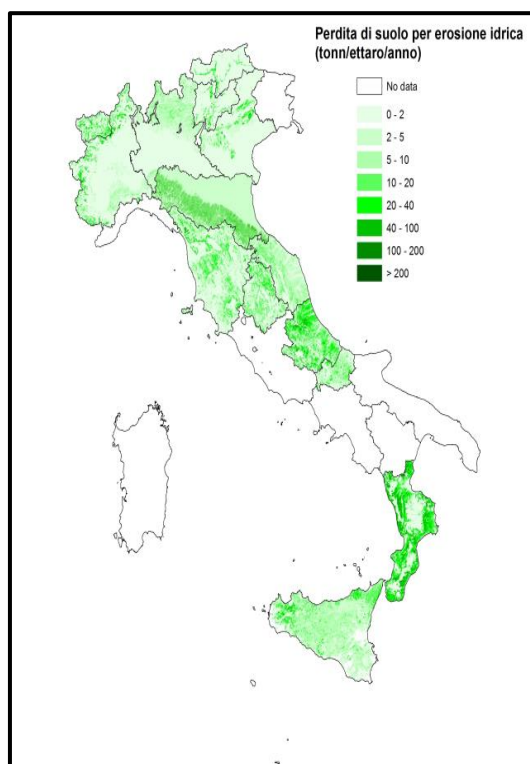 Perdita di suolo per erosione idrica
(tonn/ettaro/anno)
No data
0 - 2
2 - 5
5 - 10
10 - 20
20 - 40
40 - 100
100 - 200
> 200